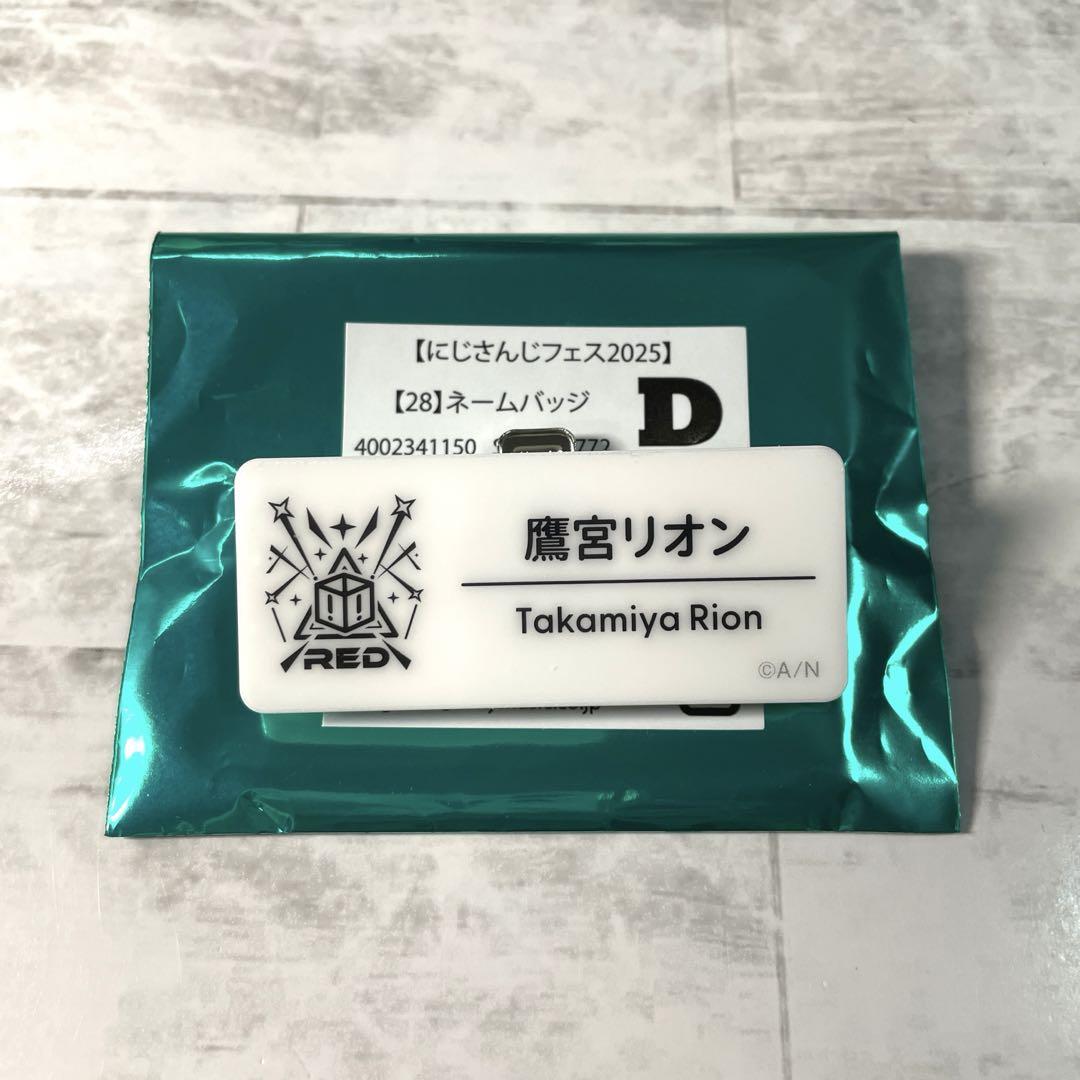 【にじさんじフェス2025】
【28】ネームバッジ
D
4002341150
772
鷹宮リオン
Takamiya Rion
RED
©A/N